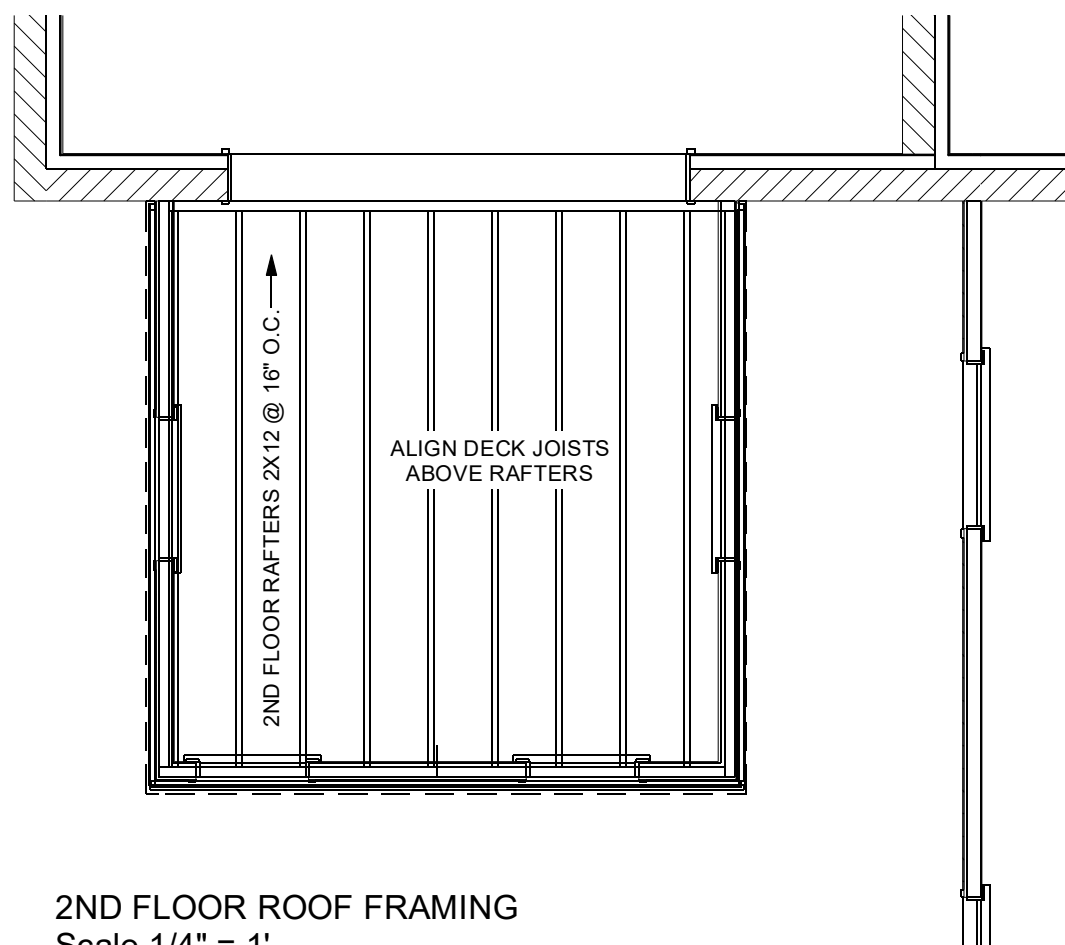 2ND FLOOR RAFTERS 2X12 @ 16" O.C.
ALIGN DECK JOISTS
ABOVE RAFTERS
2ND FLOOR ROOF FRAMING
Scale 1/4" = 1'